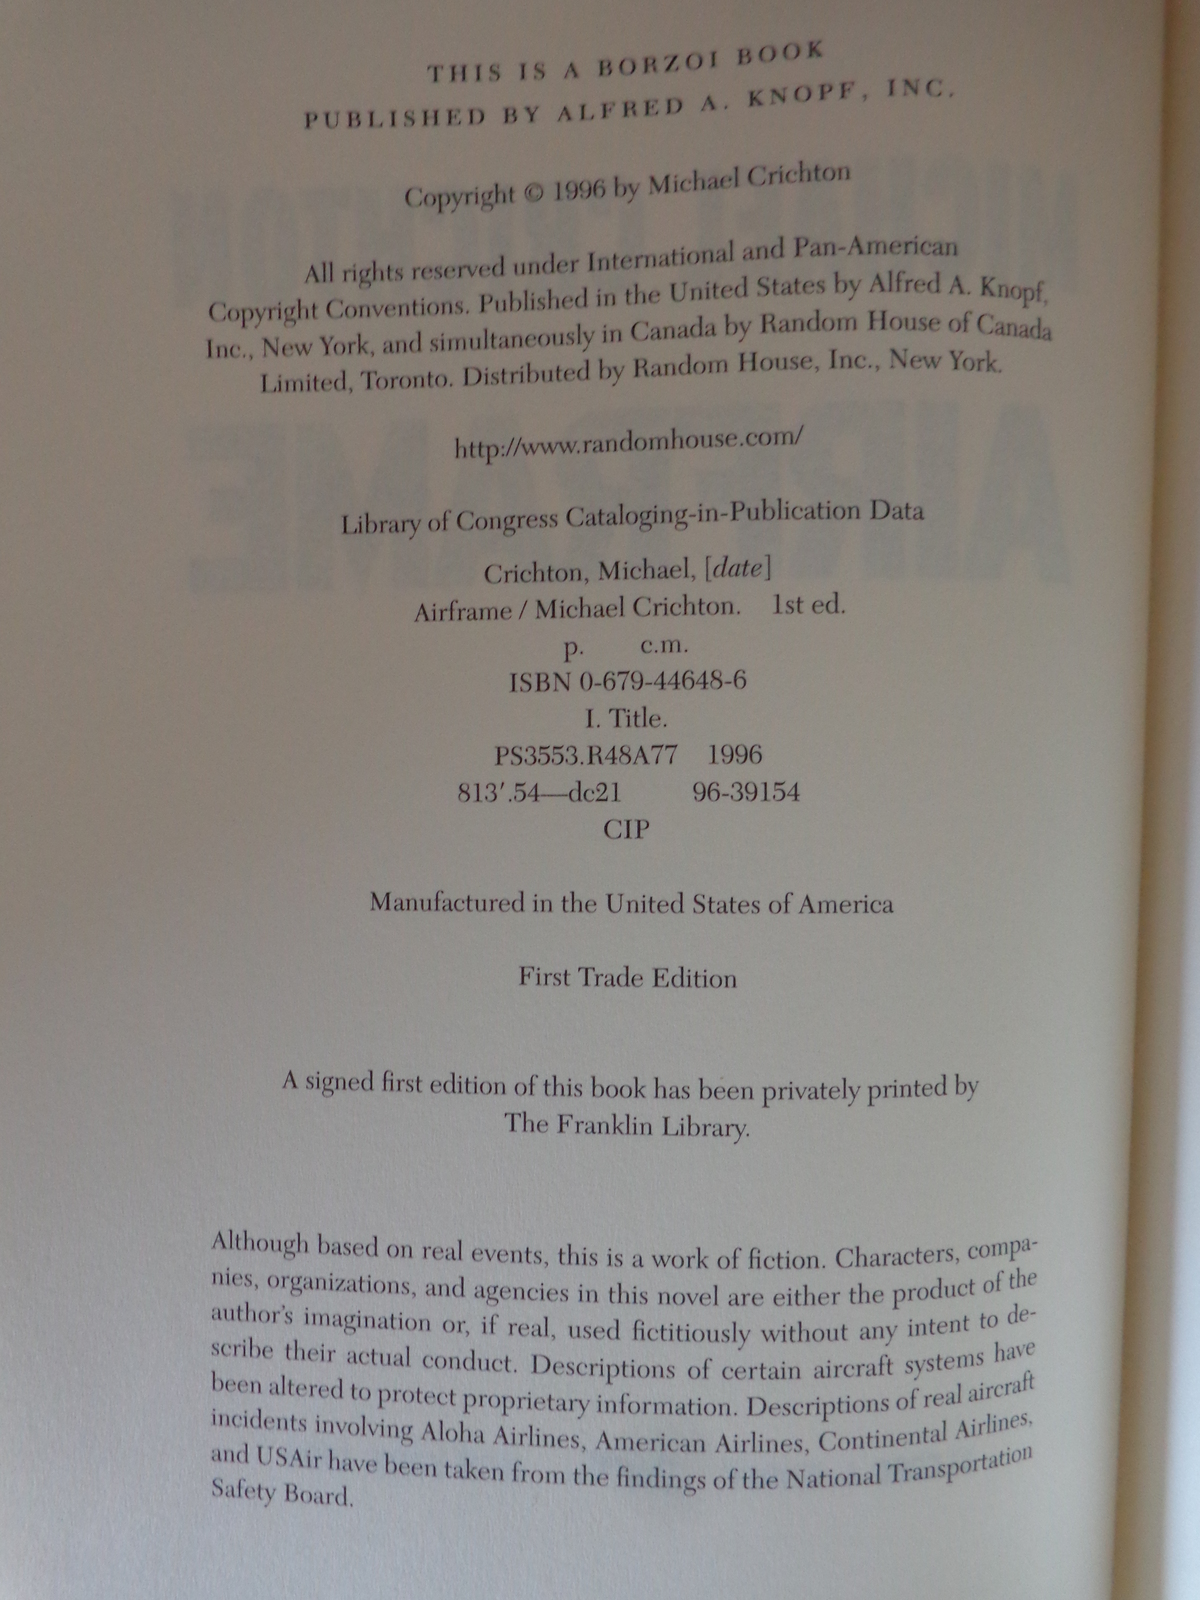 THIS IS A BORZOI BOOK
PUBLISHED BY ALFRED A. KNOPF, INC.
Copyright © 1996 by Michael Crichton
All rights reserved under International and Pan-American
Copyright Conventions. Published in the United States by Alfred A. Knopf,
Inc., New York, and simultaneously in Canada by Random House of Canada
Limited, Toronto. Distributed by Random House, Inc., New York.
http://www.randomhouse.com/
Library of Congress Cataloging-in-Publication Data
Crichton, Michael, [date]
Airframe / Michael Crichton. 1st ed.
p. c.m.
ISBN 0-679-44648-6
I. Title.
PS3553.R48A77 1996
813′.54—dc21 96-39154
CIP
Manufactured in the United States of America
First Trade Edition
A signed first edition of this book has been privately printed by
The Franklin Library.
Although based on real events, this is a work of fiction. Characters, compa-
nies, organizations, and agencies in this novel are either the product of the
author's imagination or, if real, used fictitiously without any intent to de-
scribe their actual conduct. Descriptions of certain aircraft systems have
been altered to protect proprietary information. Descriptions of real aircraft
incidents involving Aloha Airlines, American Airlines, Continental Airlines,
and USAir have been taken from the findings of the National Transportation
Safety Board.